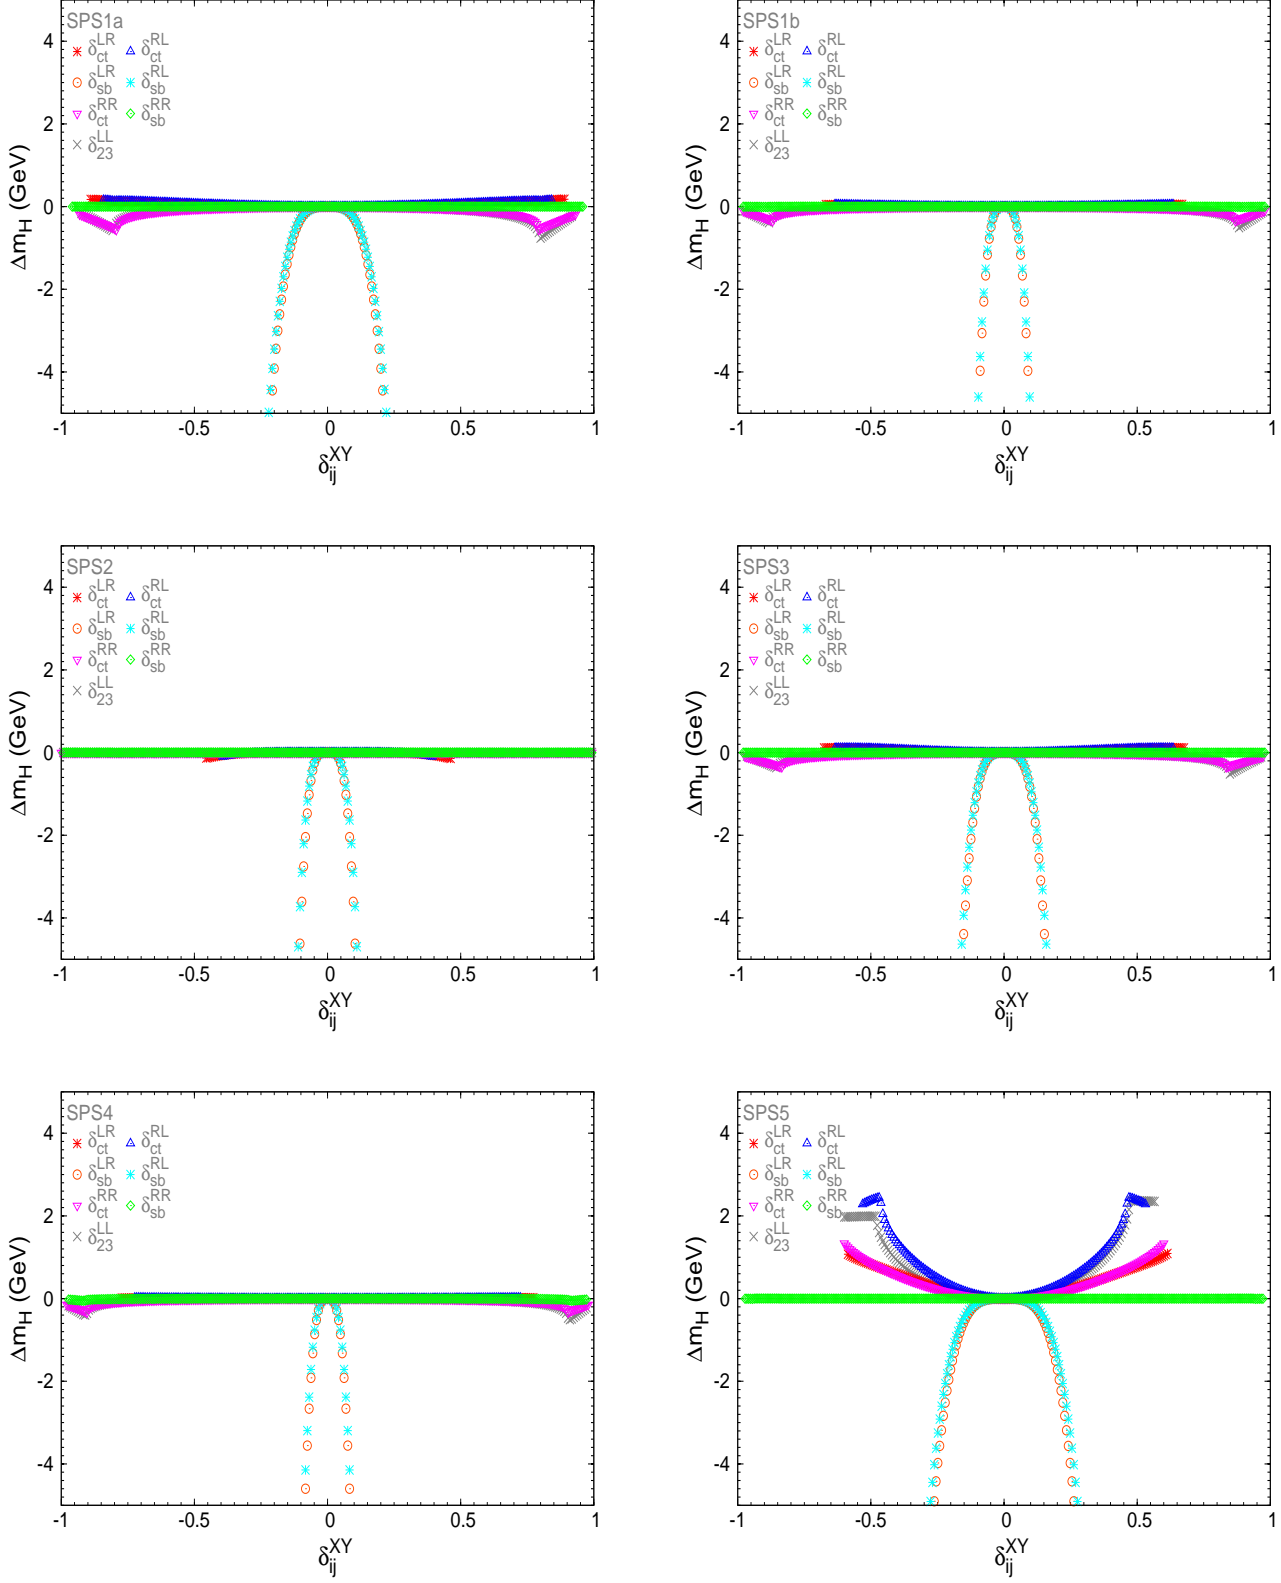 SPS1a
δ_ct^LR δ_ct^RL
δ_sb^LR δ_sb^RL
δ_ct^RR δ_sb^RR
δ_23^LL
Δm_H (GeV)
4
2
0
-2
-4
-1 -0.5 0 0.5 1
δ_ij^XY
SPS1b
δ_ct^LR δ_ct^RL
δ_sb^LR δ_sb^RL
δ_ct^RR δ_sb^RR
δ_23^LL
Δm_H (GeV)
4
2
0
-2
-4
-1 -0.5 0 0.5 1
δ_ij^XY
SPS2
δ_ct^LR δ_ct^RL
δ_sb^LR δ_sb^RL
δ_ct^RR δ_sb^RR
δ_23^LL
Δm_H (GeV)
4
2
0
-2
-4
-1 -0.5 0 0.5 1
δ_ij^XY
SPS3
δ_ct^LR δ_ct^RL
δ_sb^LR δ_sb^RL
δ_ct^RR δ_sb^RR
δ_23^LL
Δm_H (GeV)
4
2
0
-2
-4
-1 -0.5 0 0.5 1
δ_ij^XY
SPS4
δ_ct^LR δ_ct^RL
δ_sb^LR δ_sb^RL
δ_ct^RR δ_sb^RR
δ_23^LL
Δm_H (GeV)
4
2
0
-2
-4
-1 -0.5 0 0.5 1
δ_ij^XY
SPS5
δ_ct^LR δ_ct^RL
δ_sb^LR δ_sb^RL
δ_ct^RR δ_sb^RR
δ_23^LL
Δm_H (GeV)
4
2
0
-2
-4
-1 -0.5 0 0.5 1
δ_ij^XY